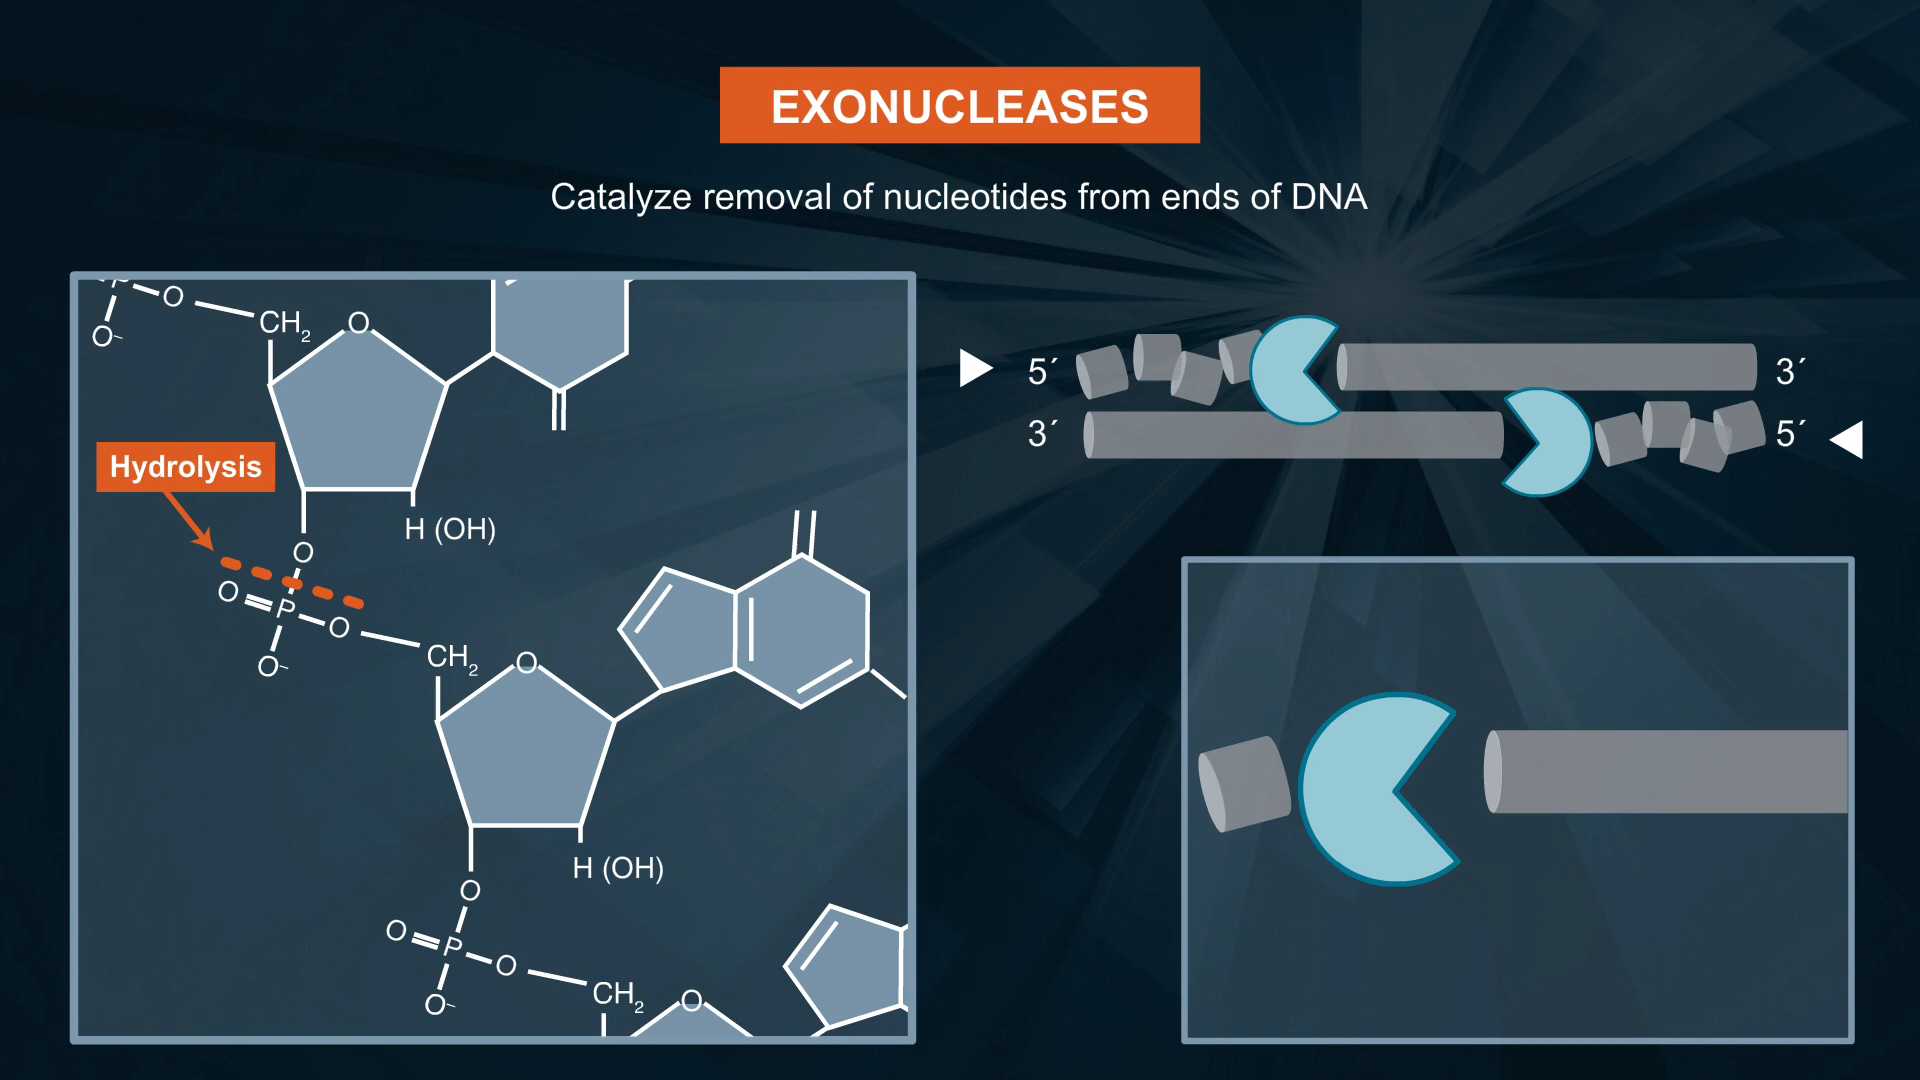 EXONUCLEASES
Catalyze removal of nucleotides from ends of DNA
P O
O⁻
CH₂ O
Hydrolysis
H (OH)
O
O P O
O⁻
CH₂ O
H (OH)
O
O P O
O⁻
CH₂ O
5´ 3´
3´ 5´